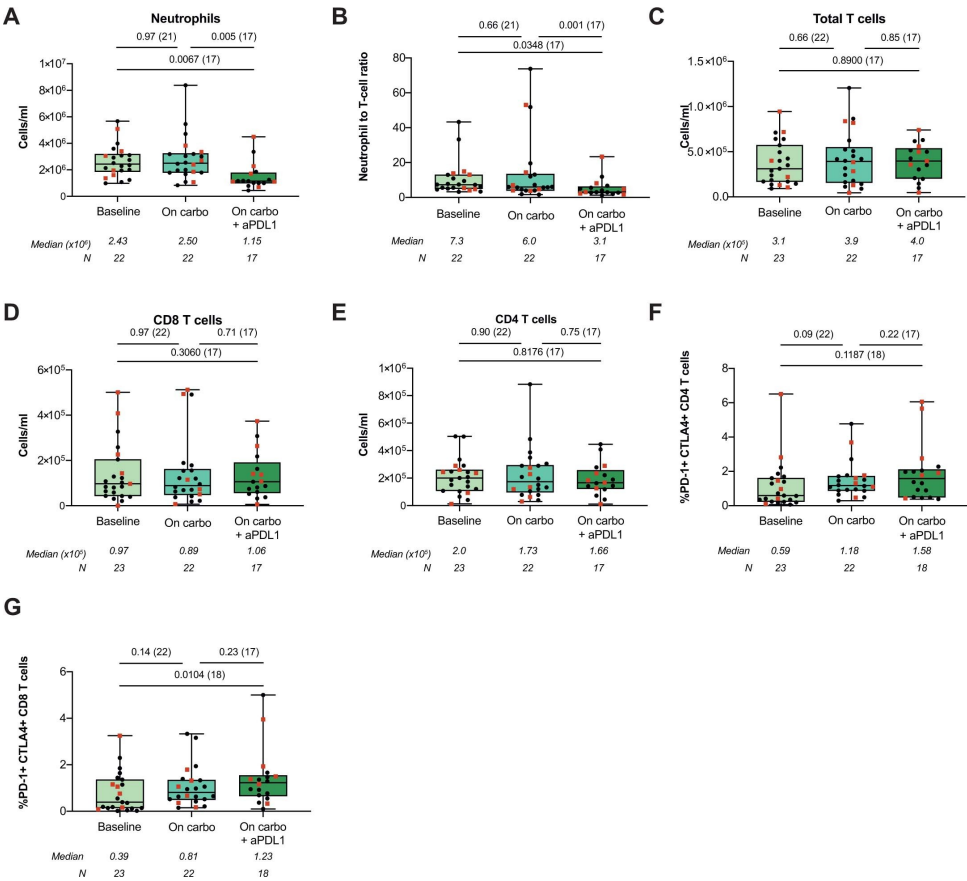 A
Neutrophils
0.97 (21) 0.005 (17)
0.0067 (17)
Cells/ml
1×10⁷
8×10⁶
6×10⁶
4×10⁶
2×10⁶
0
Baseline On carbo On carbo
+ aPDL1
Median (x10⁶) 2.43 2.50 1.15
N 22 22 17
B
0.66 (21) 0.001 (17)
0.0348 (17)
Neutrophil to T-cell ratio
80
60
40
20
0
Baseline On carbo On carbo
+ aPDL1
Median 7.3 6.0 3.1
N 22 22 17
C
Total T cells
0.66 (22) 0.85 (17)
0.8900 (17)
Cells/ml
1.5×10⁶
1.0×10⁶
5.0×10⁵
0
Baseline On carbo On carbo
+ aPDL1
Median (x10⁵) 3.1 3.9 4.0
N 23 22 17
D
CD8 T cells
0.97 (22) 0.71 (17)
0.3060 (17)
Cells/ml
6×10⁵
4×10⁵
2×10⁵
0
Baseline On carbo On carbo
+ aPDL1
Median (x10⁵) 0.97 0.89 1.06
N 23 22 17
E
CD4 T cells
0.90 (22) 0.75 (17)
0.8176 (17)
Cells/ml
1×10⁶
8×10⁵
6×10⁵
4×10⁵
2×10⁵
0
Baseline On carbo On carbo
+ aPDL1
Median (x10⁵) 2.0 1.73 1.66
N 23 22 17
F
0.09 (22) 0.22 (17)
0.1187 (18)
%PD-1+ CTLA4+ CD4 T cells
8
6
4
2
0
Baseline On carbo On carbo
+ aPDL1
Median 0.59 1.18 1.58
N 23 22 18
G
0.14 (22) 0.23 (17)
0.0104 (18)
%PD-1+ CTLA4+ CD8 T cells
6
4
2
0
Baseline On carbo On carbo
+ aPDL1
Median 0.39 0.81 1.23
N 23 22 18